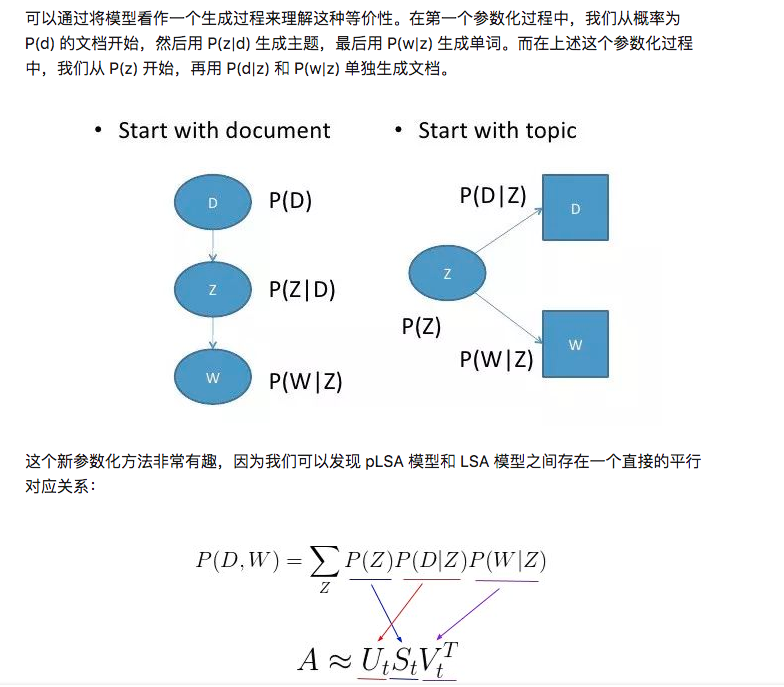 可以通过将模型看作一个生成过程来理解这种等价性。在第一个参数化过程中，我们从概率为
P(d) 的文档开始，然后用 P(z|d) 生成主题，最后用 P(w|z) 生成单词。而在上述这个参数化过程
中，我们从 P(z) 开始，再用 P(d|z) 和 P(w|z) 单独生成文档。
• Start with document
• Start with topic
D P(D)
Z P(Z|D)
W P(W|Z)
P(D|Z) D
Z
P(Z)
P(W|Z) W
这个新参数化方法非常有趣，因为我们可以发现 pLSA 模型和 LSA 模型之间存在一个直接的平行
对应关系：
P(D,W) = ∑_Z P(Z)P(D|Z)P(W|Z)
A ≈ U_t S_t V_t^T